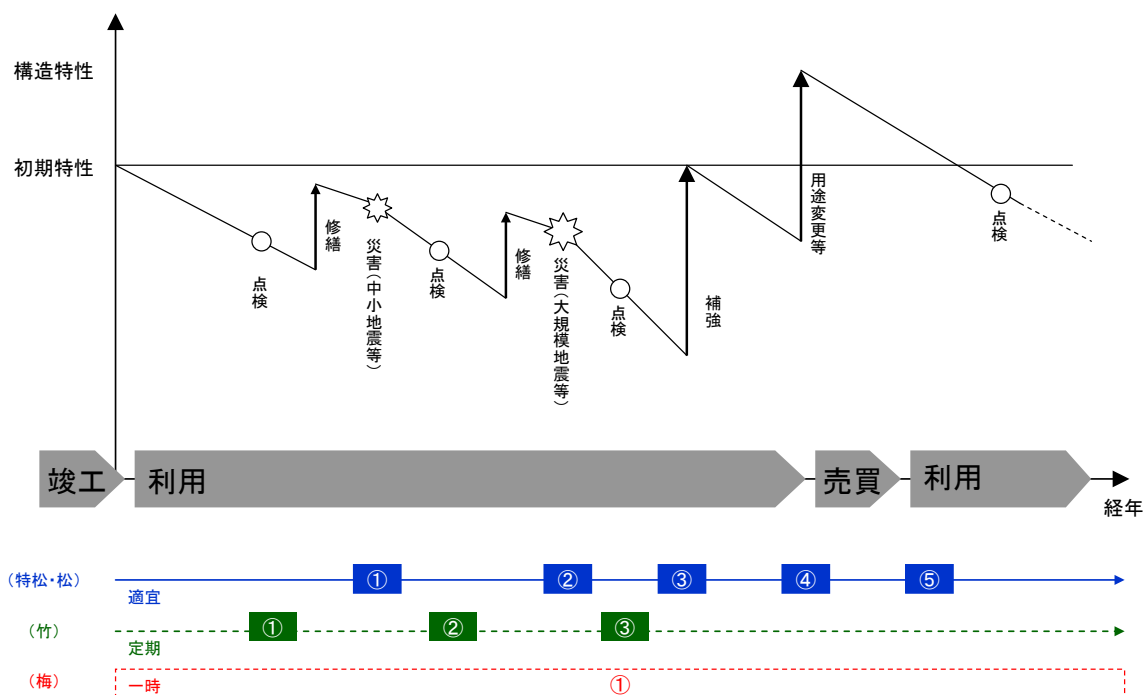 構造特性
初期特性
点検
修繕
災害(中小地震等)
点検
修繕
災害(大規模地震等)
点検
補強
用途変更等
点検
竣工
利用
売買
利用
経年
(特松・松)
適宜
①
②
③
④
⑤
(竹)
定期
①
②
③
(梅)
一時
①